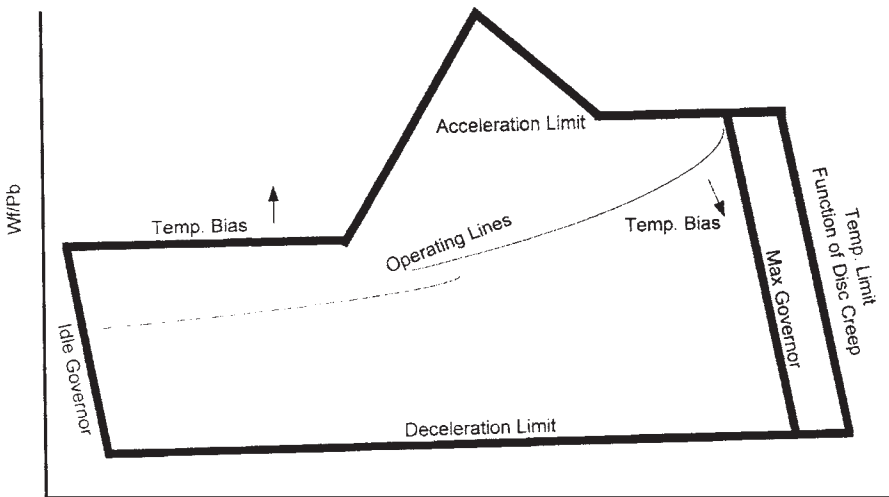 Wf/Pb
Acceleration Limit
Temp. Bias
Operating Lines
Temp. Bias
Idle Governor
Max Governor
Temp. Limit
Function of Disc Creep
Deceleration Limit